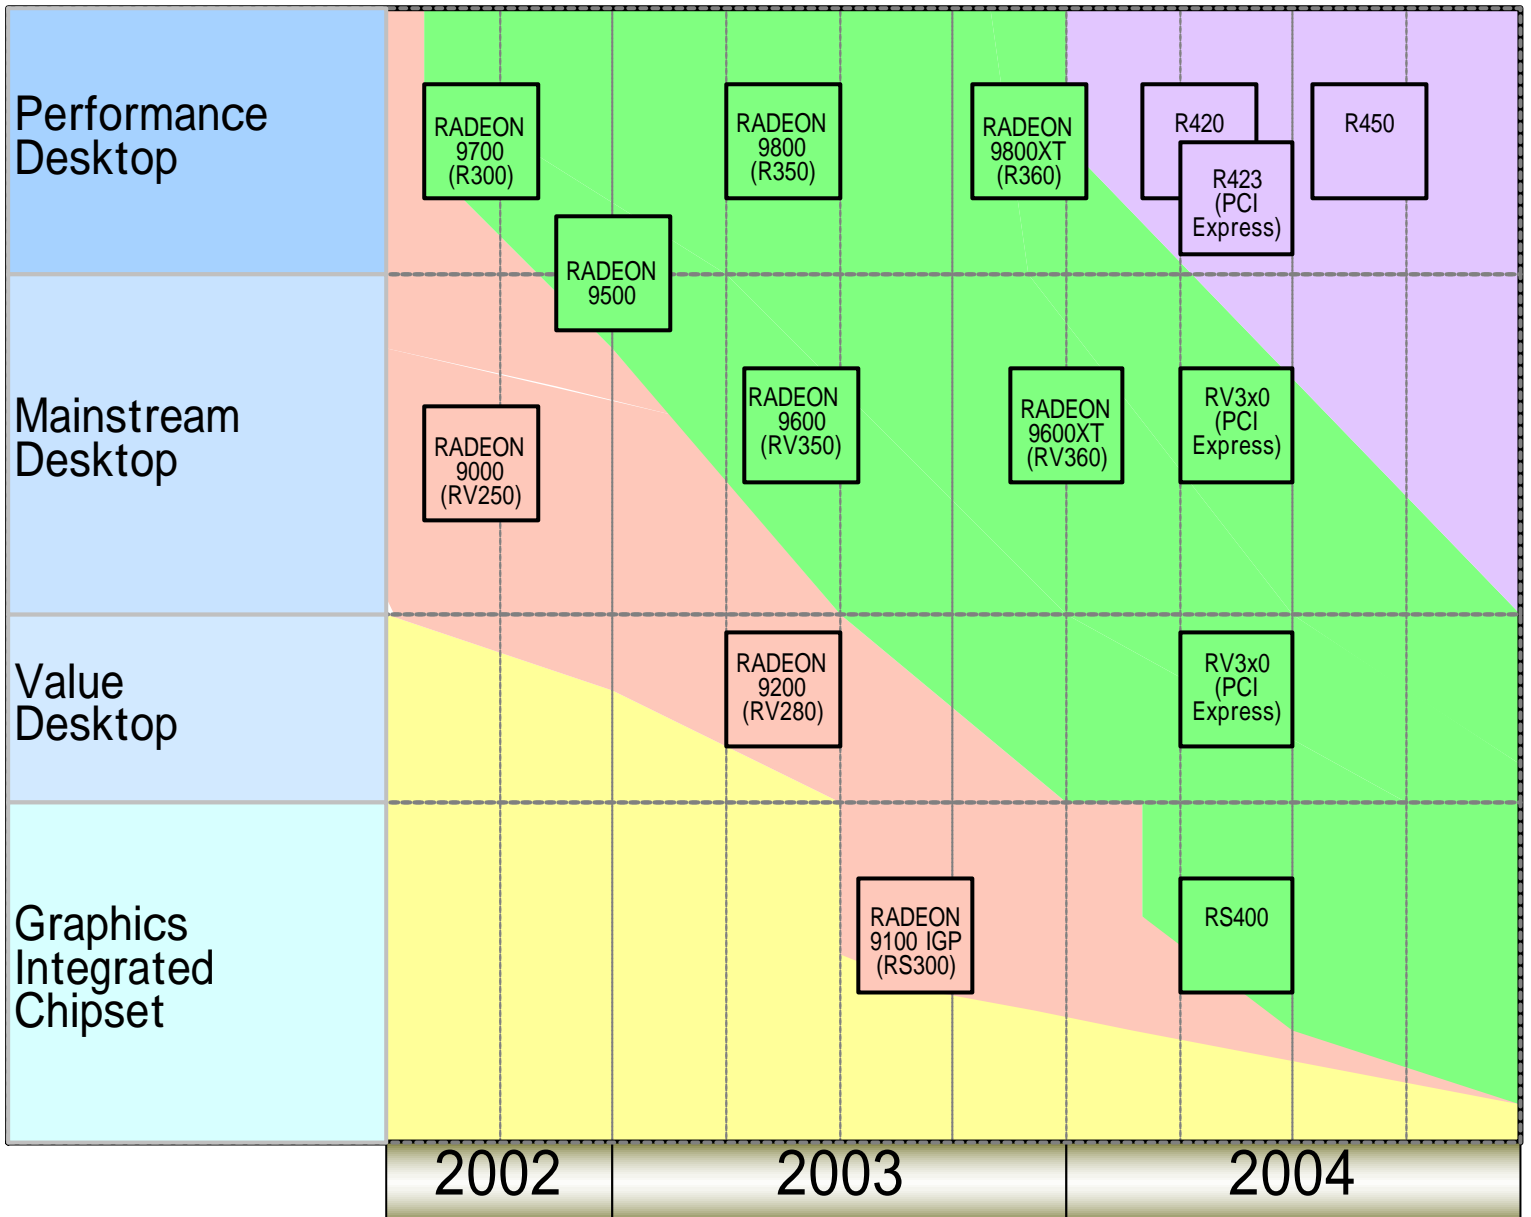 Performance
Desktop
RADEON
9700
(R300)
RADEON
9800
(R350)
RADEON
9800XT
(R360)
R420
R423
(PCI
Express)
R450
RADEON
9500
Mainstream
Desktop
RADEON
9000
(RV250)
RADEON
9600
(RV350)
RADEON
9600XT
(RV360)
RV3x0
(PCI
Express)
Value
Desktop
RADEON
9200
(RV280)
RV3x0
(PCI
Express)
Graphics
Integrated
Chipset
RADEON
9100 IGP
(RS300)
RS400
2002
2003
2004